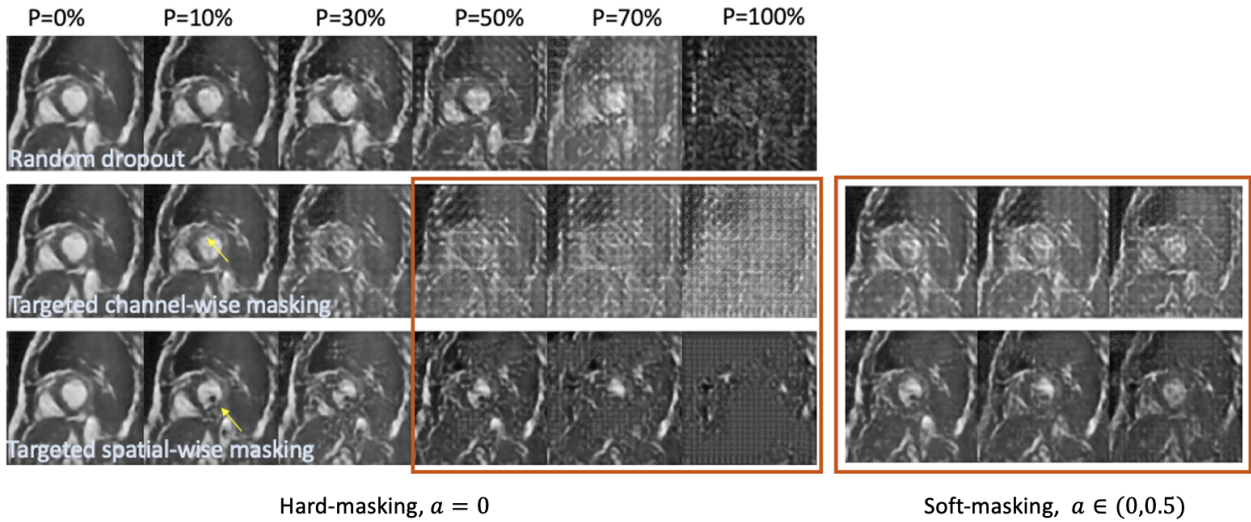 P=0% P=10% P=30% P=50% P=70% P=100%
Random dropout
Targeted channel-wise masking
Targeted spatial-wise masking
Hard-masking, 𝑎 = 0
Soft-masking, 𝑎 ∈ (0,0.5)